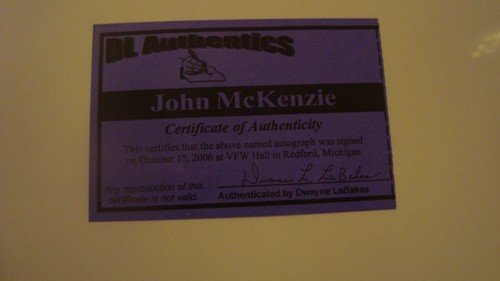 DL Authentics
John McKenzie
Certificate of Authenticity
This certifies that the above named autograph was signed
on October 15, 2006 at VFW Hall in Redford, Michigan
Dwane L. LaBakas
Any reproduction of this
certificate is not valid.
Authenticated by Dwayne LaBakas